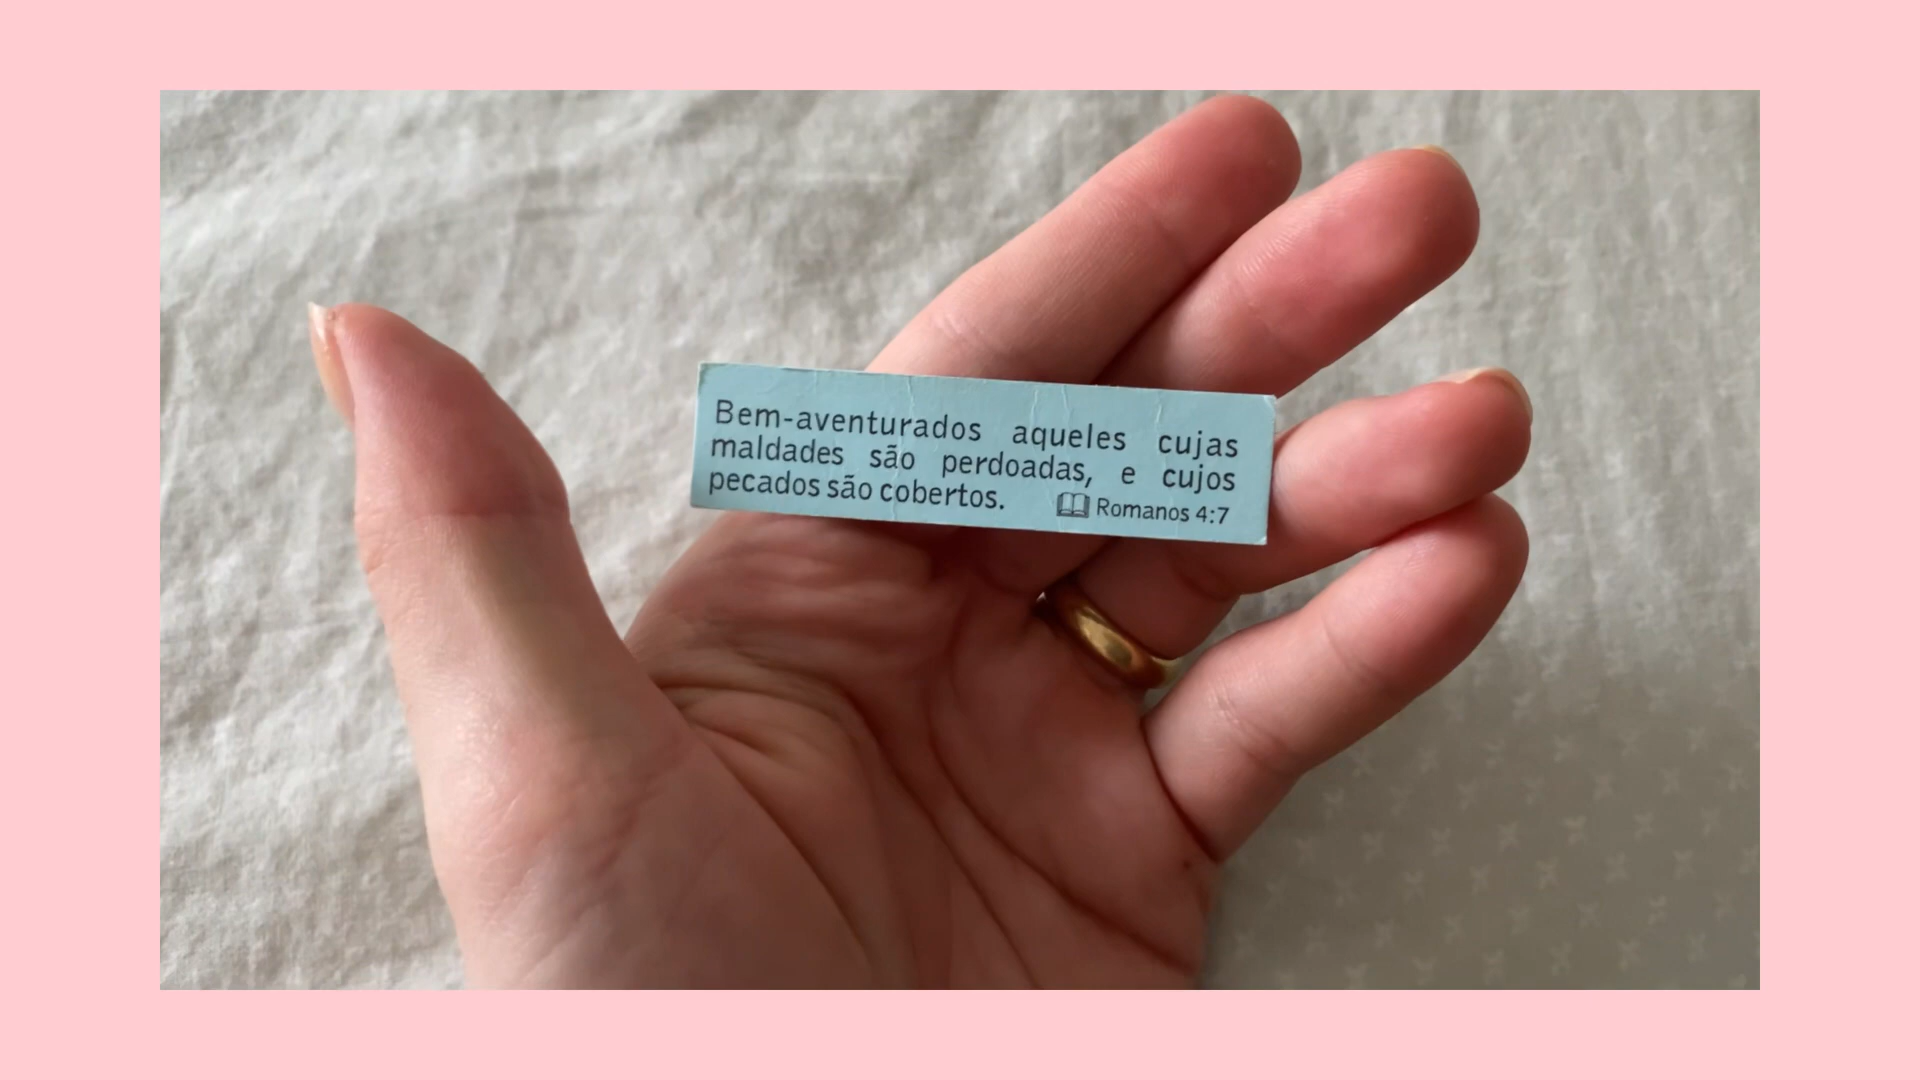 Bem-aventurados aqueles cujas
maldades são perdoadas, e cujos
pecados são cobertos.
Romanos 4:7